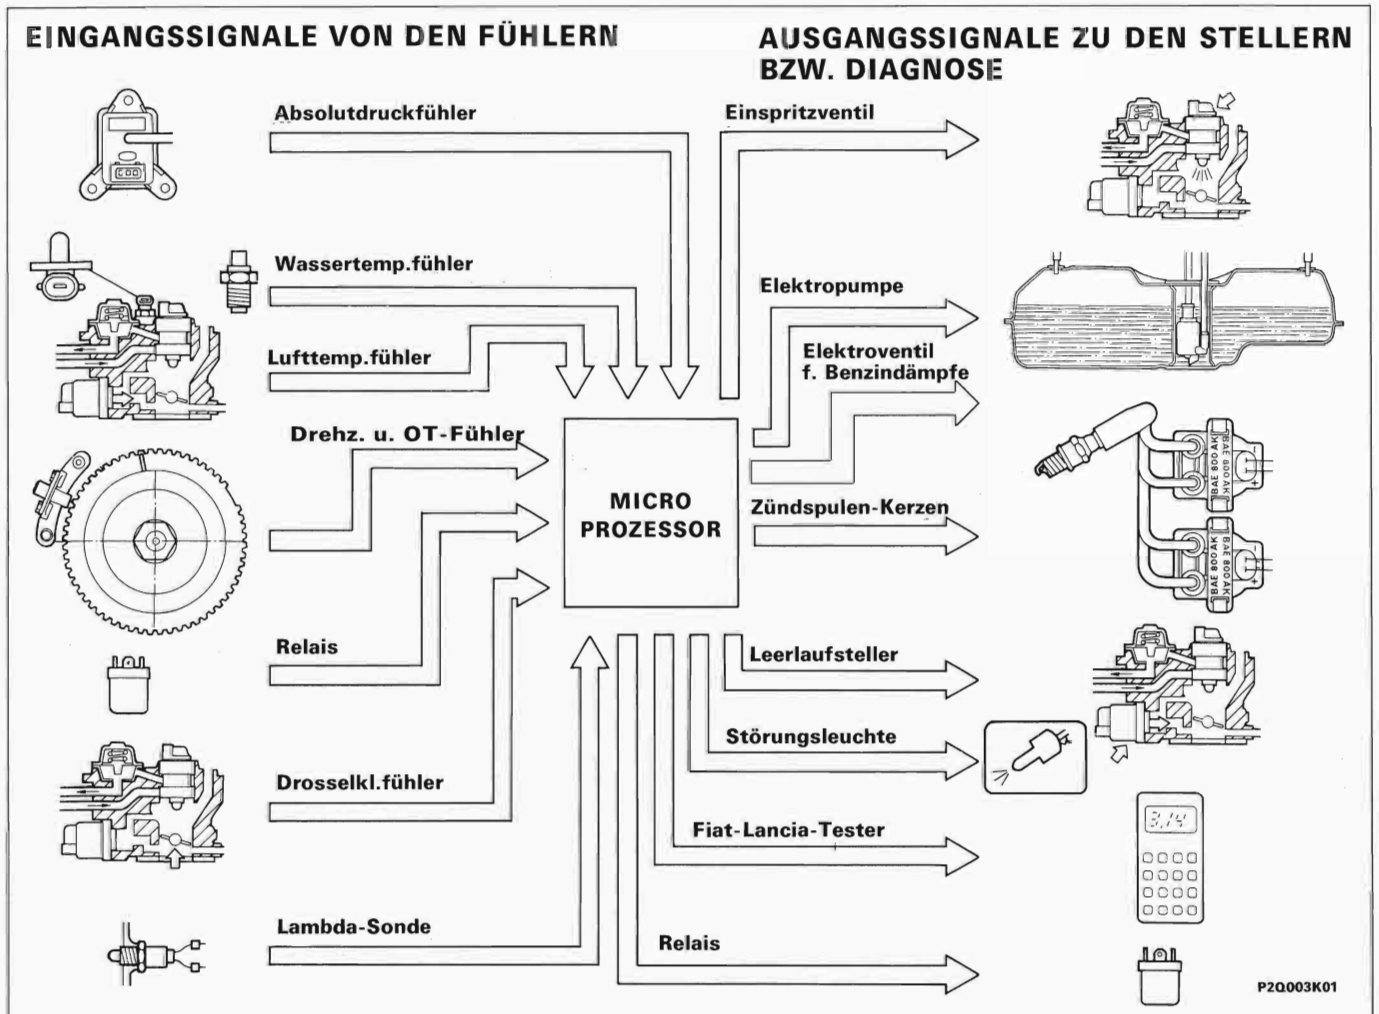 EINGANGSSIGNALE VON DEN FÜHLERN
AUSGANGSSIGNALE ZU DEN STELLERN
BZW. DIAGNOSE
Absolutdruckfühler
Wassertemp.fühler
Lufttemp.fühler
Drehz. u. OT-Fühler
Relais
Drosselkl.fühler
Lambda-Sonde
MICRO
PROZESSOR
Einspritzventil
Elektropumpe
Elektroventil
f. Benzindämpfe
Zündspulen-Kerzen
BAE 800 AK
BAE 800 AK
BAE 800 AK
BAE 800 AK
Leerlaufsteller
Störungsleuchte
Fiat-Lancia-Tester
3,14
Relais
P2Q003K01